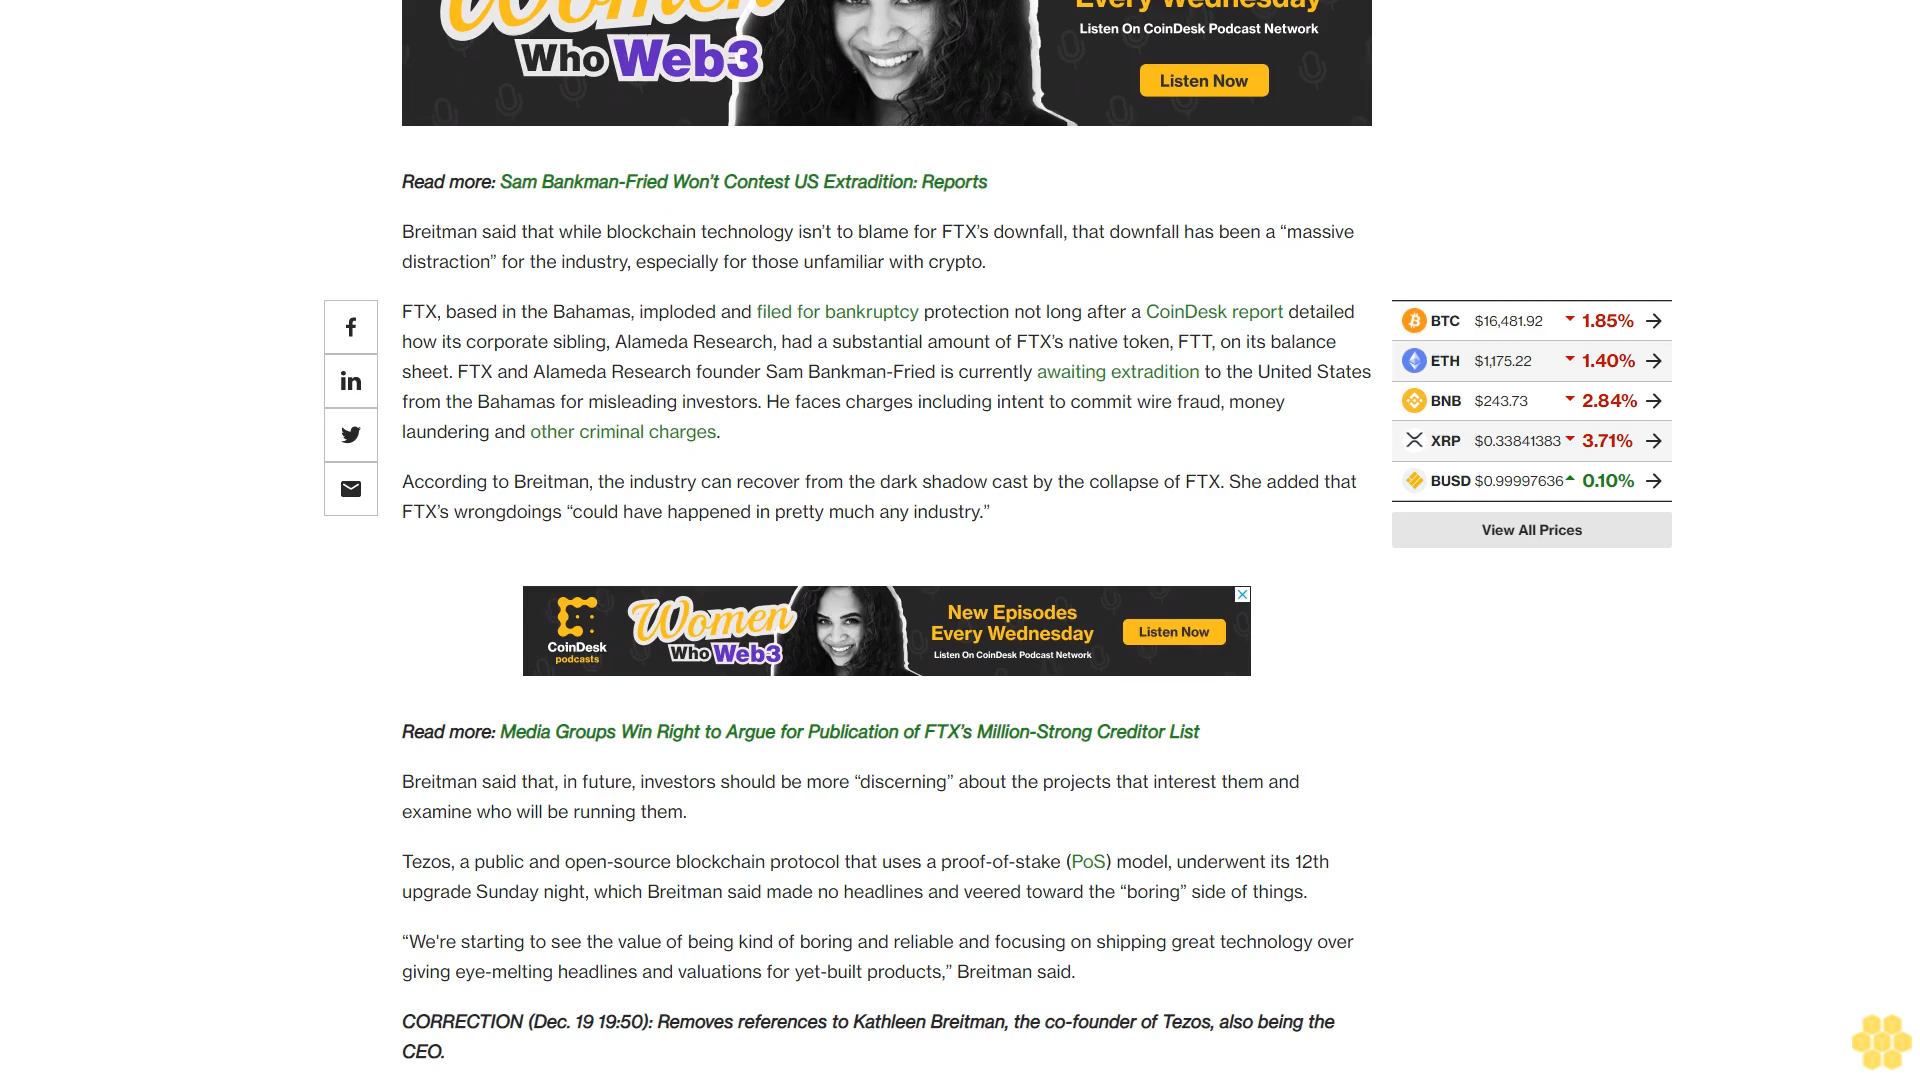 Women
Every Wednesday
Who Web3
Listen On CoinDesk Podcast Network
Listen Now
Read more: Sam Bankman-Fried Won’t Contest US Extradition: Reports
Breitman said that while blockchain technology isn’t to blame for FTX’s downfall, that downfall has been a “massive
distraction” for the industry, especially for those unfamiliar with crypto.
FTX, based in the Bahamas, imploded and filed for bankruptcy protection not long after a CoinDesk report detailed
how its corporate sibling, Alameda Research, had a substantial amount of FTX’s native token, FTT, on its balance
sheet. FTX and Alameda Research founder Sam Bankman-Fried is currently awaiting extradition to the United States
from the Bahamas for misleading investors. He faces charges including intent to commit wire fraud, money
laundering and other criminal charges.
According to Breitman, the industry can recover from the dark shadow cast by the collapse of FTX. She added that
FTX’s wrongdoings “could have happened in pretty much any industry.”
BTC $16,481.92 1.85%
ETH $1,175.22 1.40%
BNB $243.73 2.84%
XRP $0.33841383 3.71%
BUSD $0.99997636 0.10%
View All Prices
CoinDesk
podcasts
Women
Who Web3
New Episodes
Every Wednesday
Listen On CoinDesk Podcast Network
Listen Now
Read more: Media Groups Win Right to Argue for Publication of FTX’s Million-Strong Creditor List
Breitman said that, in future, investors should be more “discerning” about the projects that interest them and
examine who will be running them.
Tezos, a public and open-source blockchain protocol that uses a proof-of-stake (PoS) model, underwent its 12th
upgrade Sunday night, which Breitman said made no headlines and veered toward the “boring” side of things.
“We're starting to see the value of being kind of boring and reliable and focusing on shipping great technology over
giving eye-melting headlines and valuations for yet-built products,” Breitman said.
CORRECTION (Dec. 19 19:50): Removes references to Kathleen Breitman, the co-founder of Tezos, also being the
CEO.